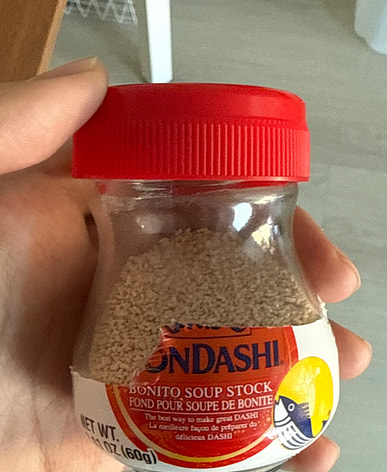 ONDASHI
BONITO SOUP STOCK
FOND POUR SOUPE DE BONITE
The best way to make great DASHI
La meilleure façon de préparer du
délicieux DASHI
NET WT.
OZ (60g)